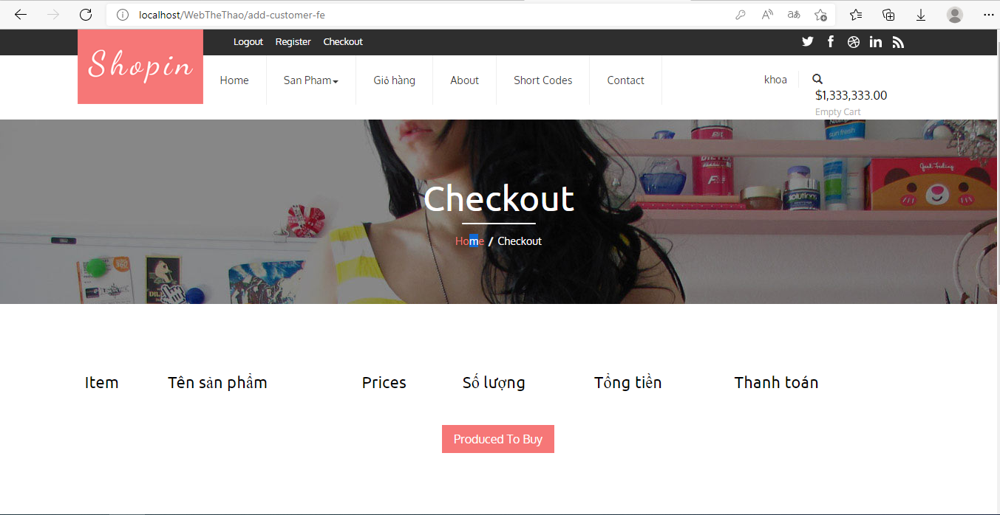 localhost/WebTheThao/add-customer-fe
Logout Register Checkout
Shopin
Home San Pham Giỏ hàng About Short Codes Contact
khoa
$1,333,333.00
Empty Cart
Checkout
Home / Checkout
Item Tên sản phẩm Prices Số lượng Tổng tiền Thanh toán
Produced To Buy